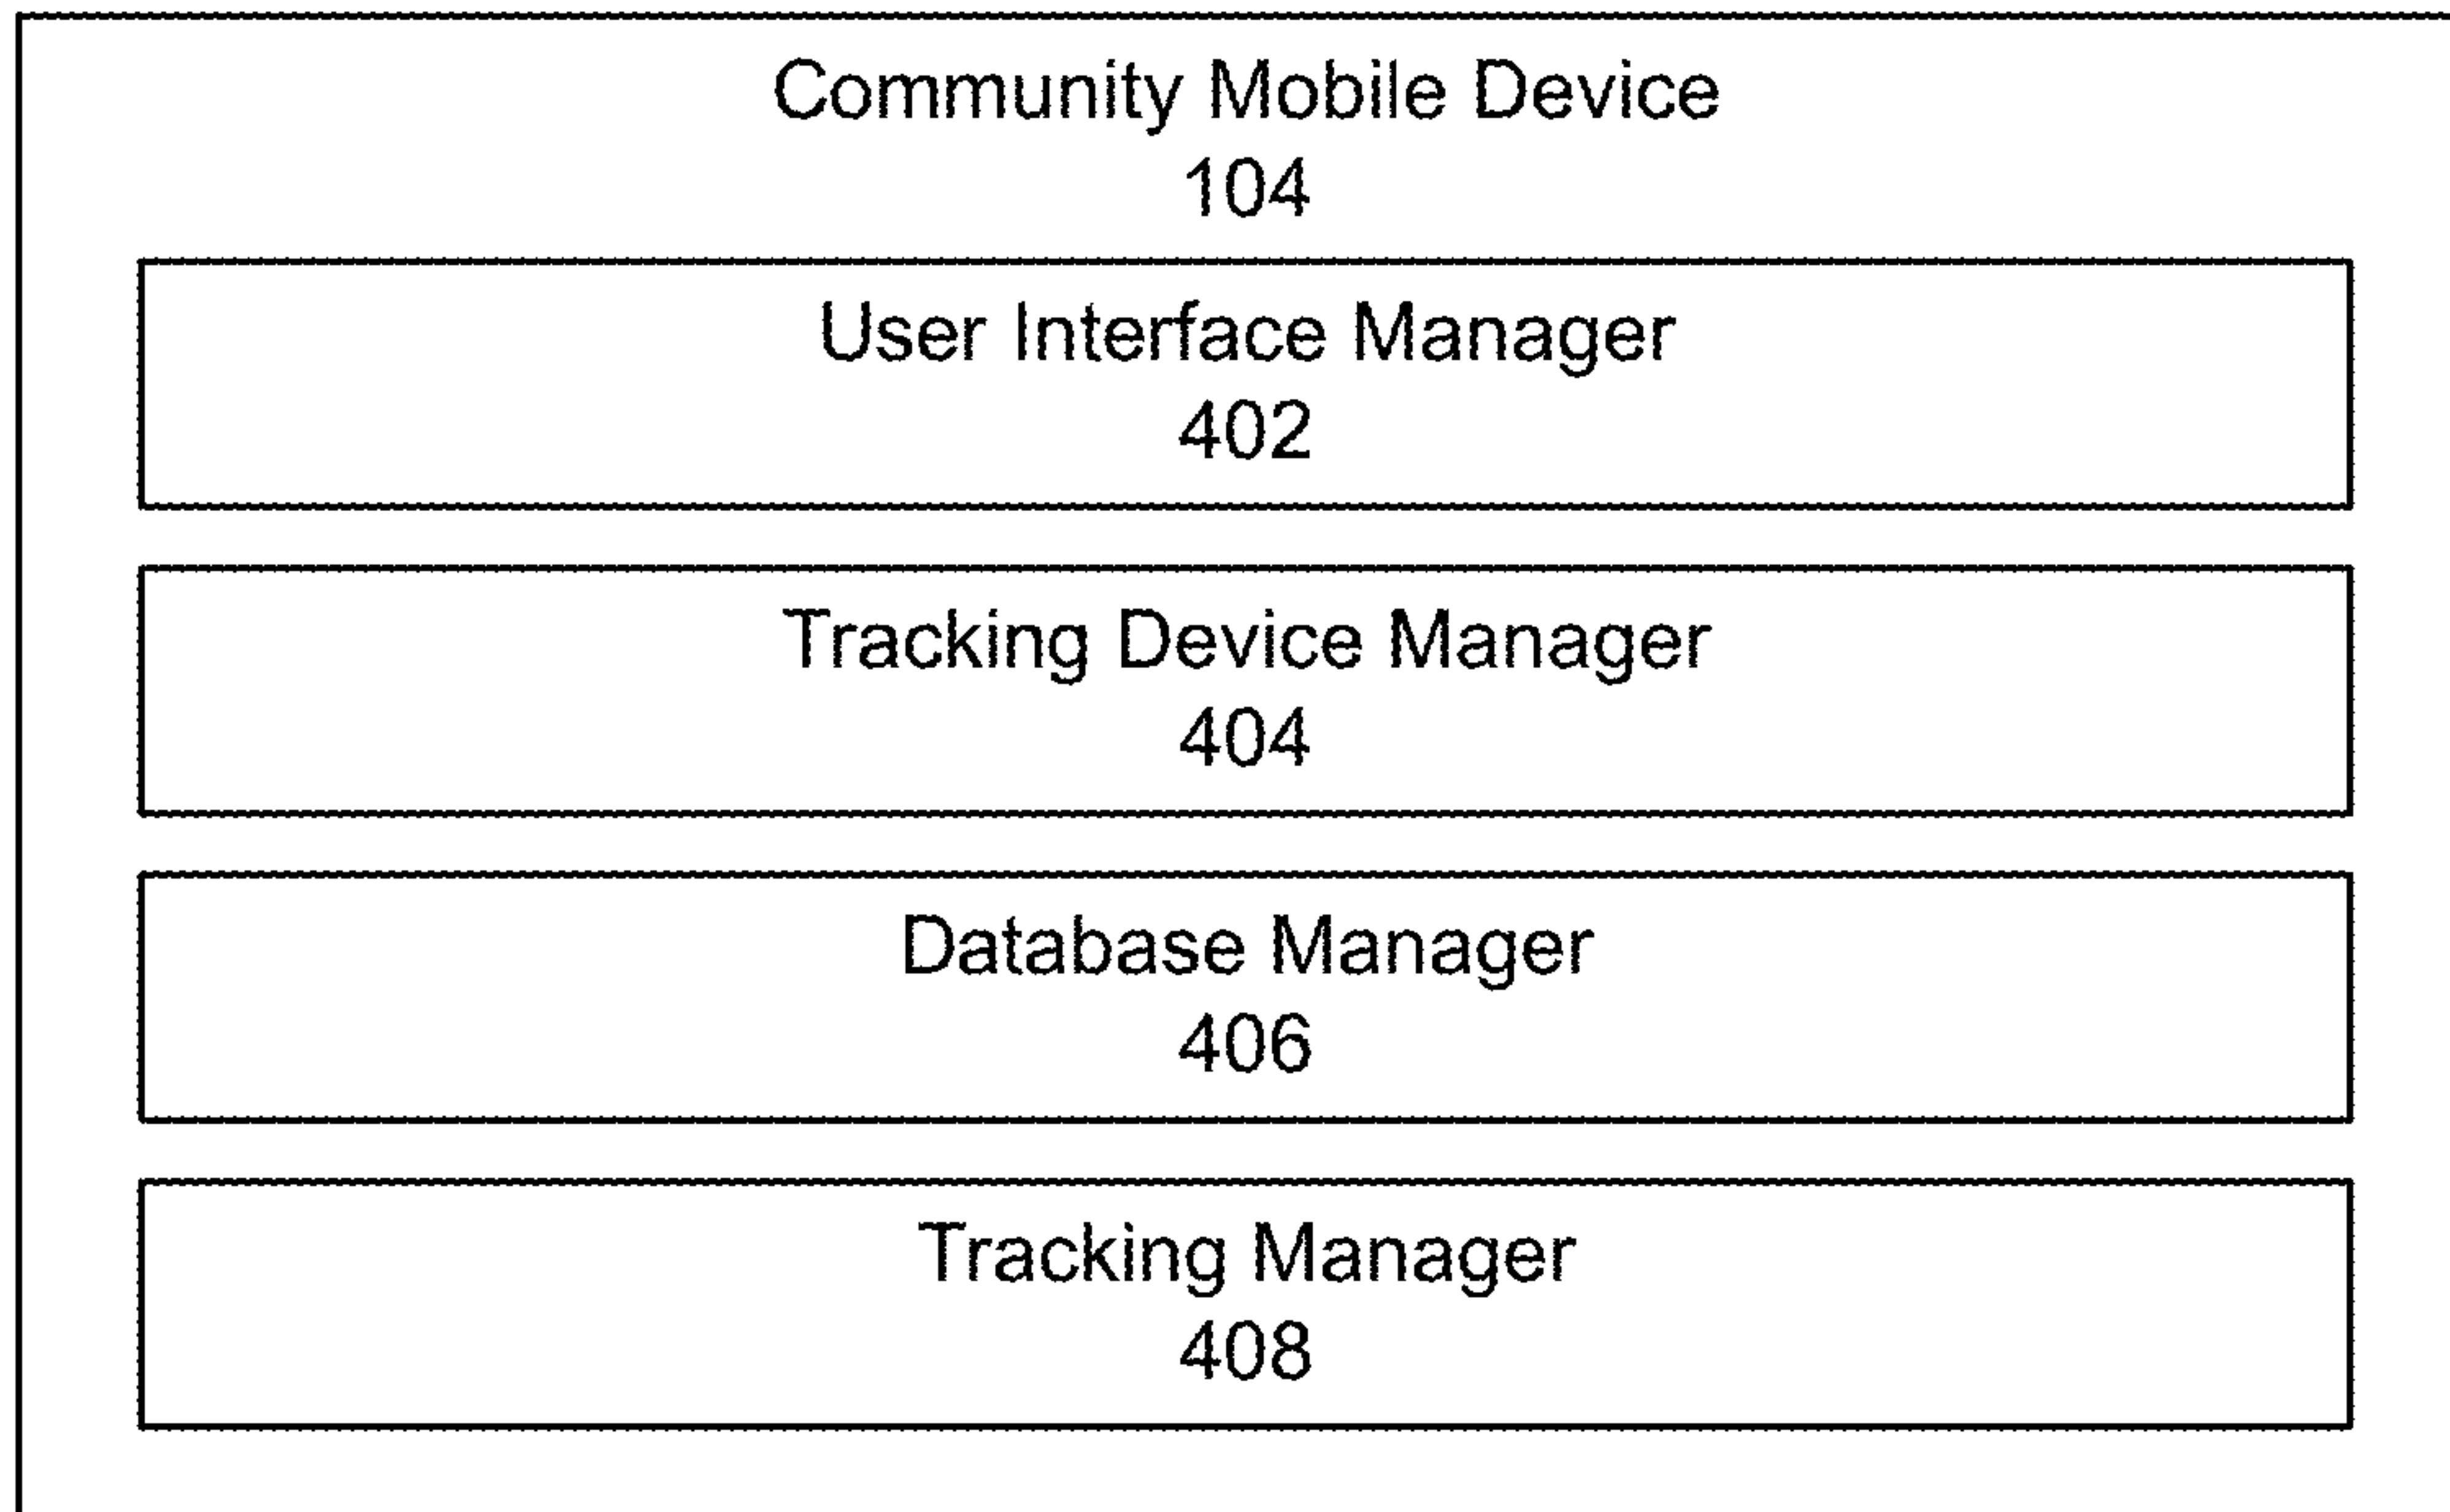 Community Mobile Device
104
User Interface Manager
402
Tracking Device Manager
404
Database Manager
406
Tracking Manager
408